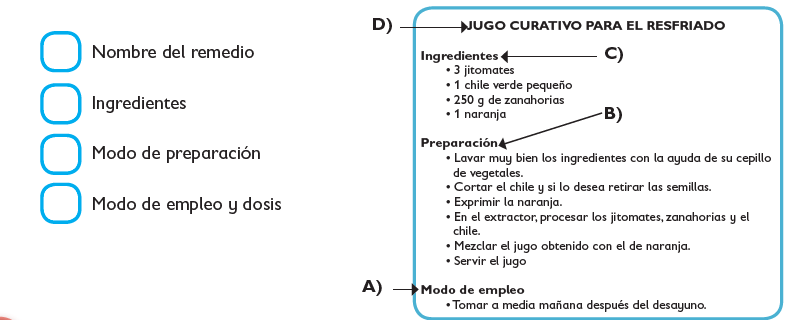 Nombre del remedio
Ingredientes
Modo de preparación
Modo de empleo y dosis
D)
JUGO CURATIVO PARA EL RESFRIADO
Ingredientes
C)
• 3 jitomates
• 1 chile verde pequeño
• 250 g de zanahorias
• 1 naranja
B)
Preparación
• Lavar muy bien los ingredientes con la ayuda de su cepillo
de vegetales.
• Cortar el chile y si lo desea retirar las semillas.
• Exprimir la naranja.
• En el extractor, procesar los jitomates, zanahorias y el
chile.
• Mezclar el jugo obtenido con el de naranja.
• Servir el jugo
A)
Modo de empleo
• Tomar a media mañana después del desayuno.